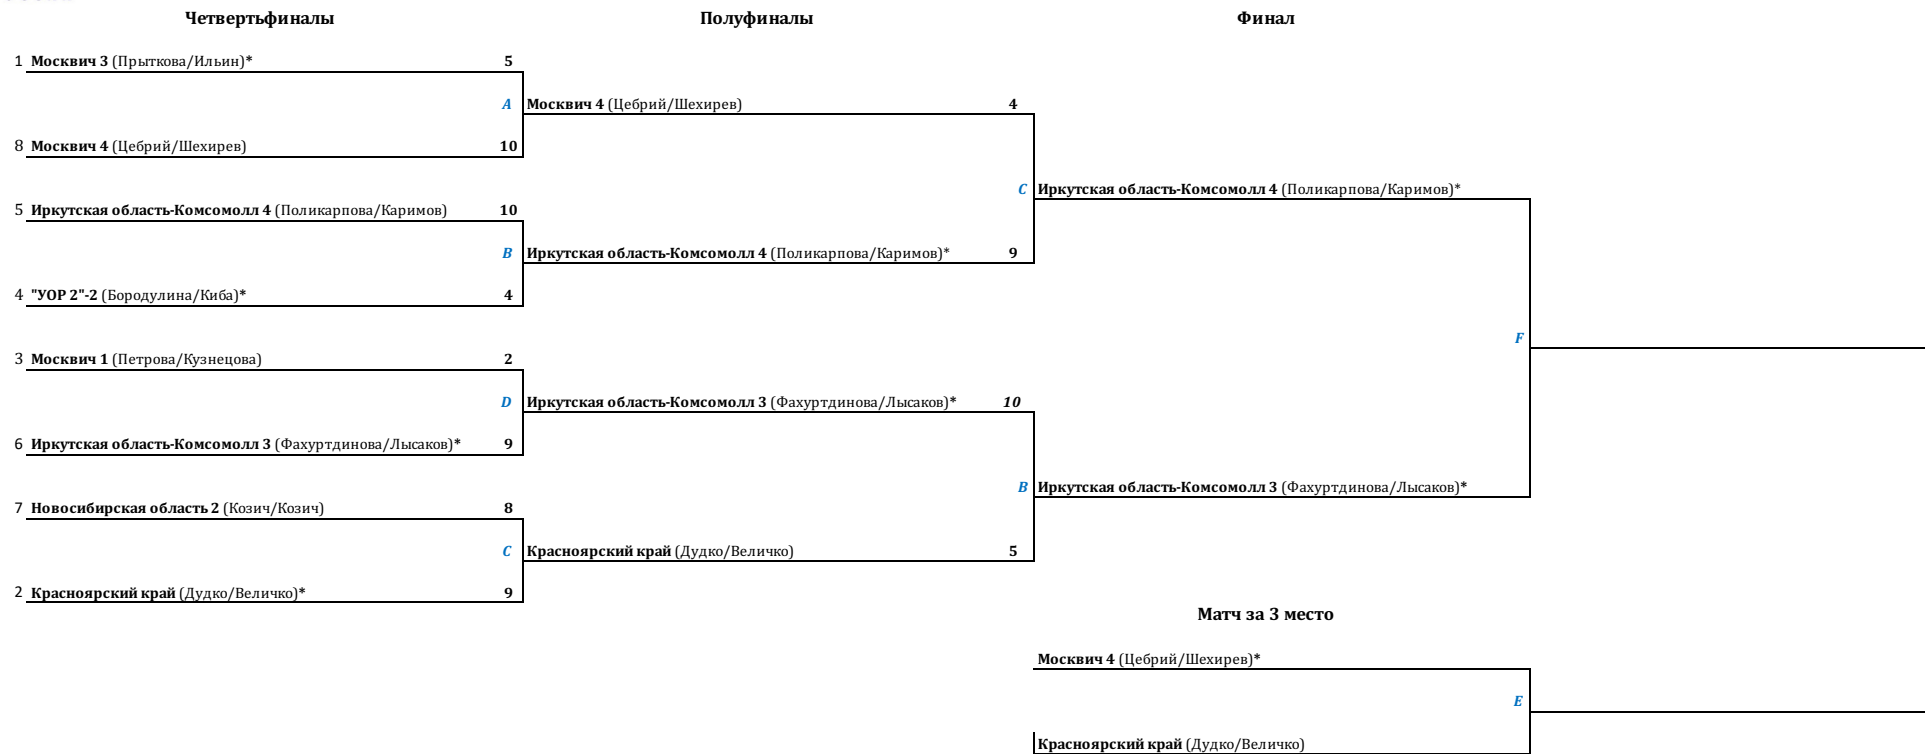 Четвертьфиналы Полуфиналы Финал
1 Москвич 3 (Прыткова/Ильин)* 5
A Москвич 4 (Цебрий/Шехирев) 4
8 Москвич 4 (Цебрий/Шехирев) 10
C Иркутская область-Комсомолл 4 (Поликарпова/Каримов)*
5 Иркутская область-Комсомолл 4 (Поликарпова/Каримов) 10
B Иркутская область-Комсомолл 4 (Поликарпова/Каримов)* 9
4 "УОР 2"-2 (Бородулина/Киба)* 4
F
3 Москвич 1 (Петрова/Кузнецова) 2
D Иркутская область-Комсомолл 3 (Фахуртдинова/Лысаков)* 10
6 Иркутская область-Комсомолл 3 (Фахуртдинова/Лысаков)* 9
B Иркутская область-Комсомолл 3 (Фахуртдинова/Лысаков)*
7 Новосибирская область 2 (Козич/Козич) 8
C Красноярский край (Дудко/Величко) 5
2 Красноярский край (Дудко/Величко)* 9
Матч за 3 место
Москвич 4 (Цебрий/Шехирев)*
E
Красноярский край (Дудко/Величко)